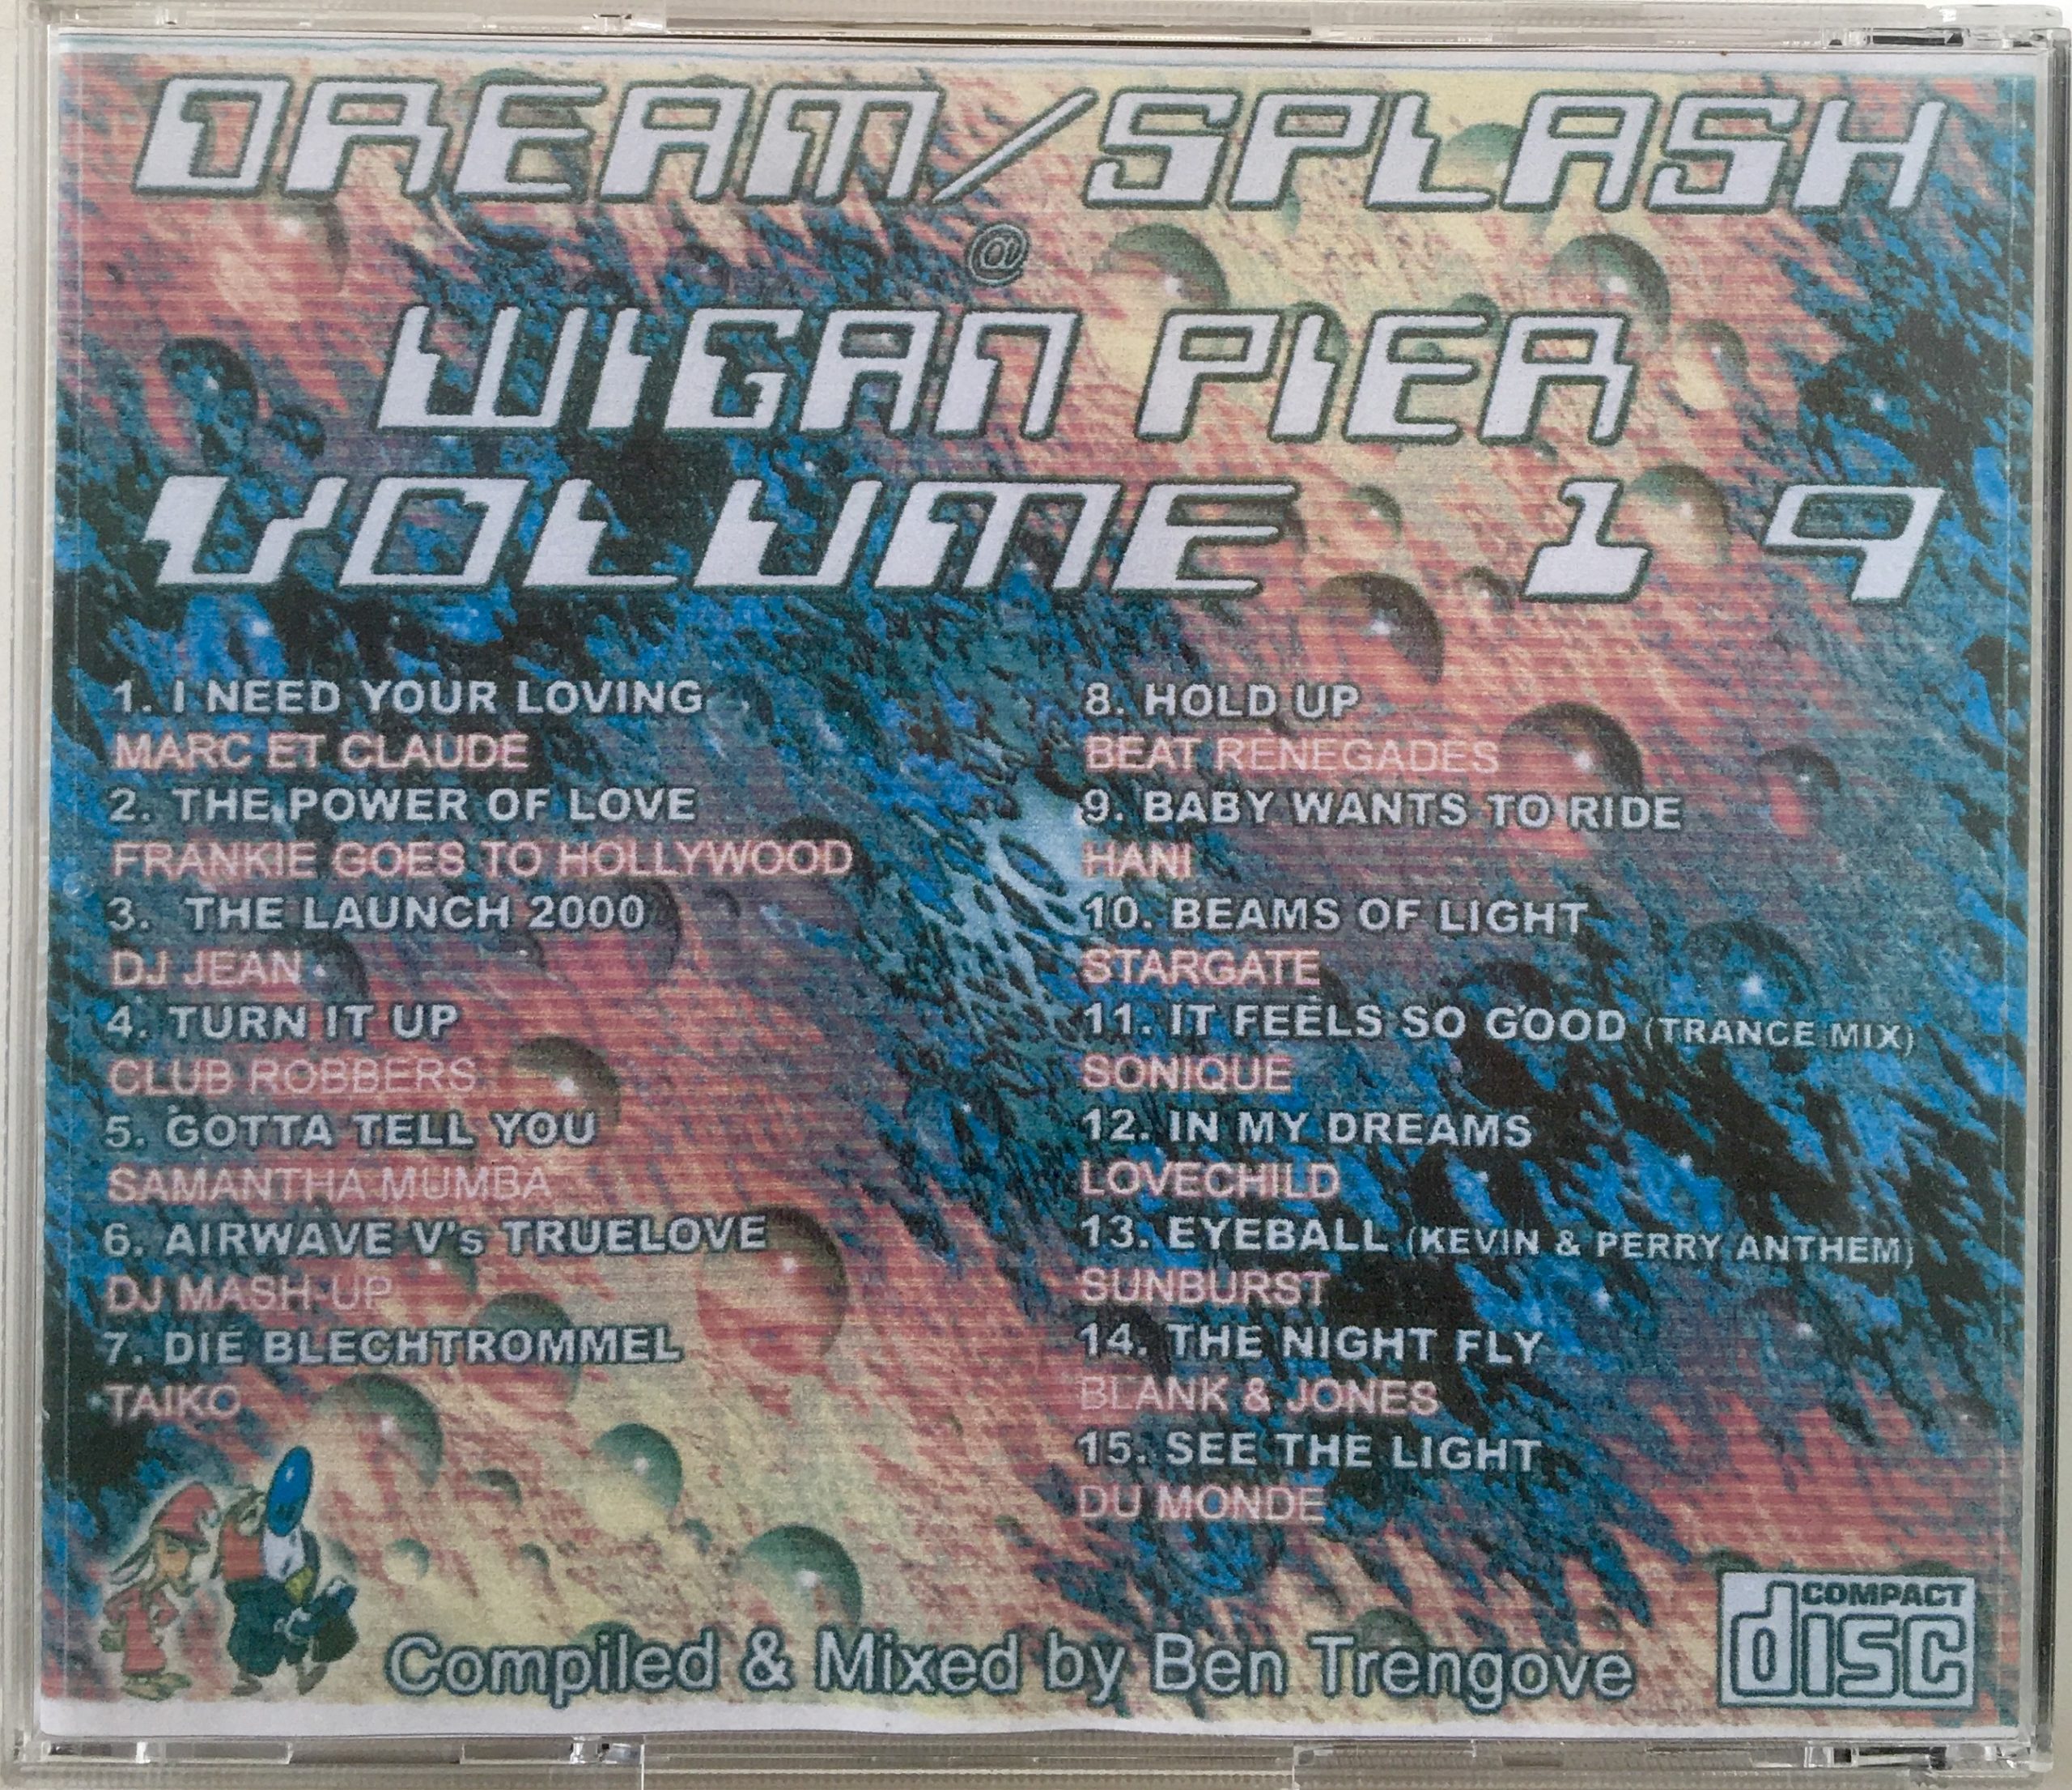 DREAM/SPLASH
@
WIGAN PIER
VOLUME 19
1. I NEED YOUR LOVING
MARC ET CLAUDE
2. THE POWER OF LOVE
FRANKIE GOES TO HOLLYWOOD
3. THE LAUNCH 2000
DJ JEAN
4. TURN IT UP
CLUB ROBBERS
5. GOTTA TELL YOU
SAMANTHA MUMBA
6. AIRWAVE V's TRUELOVE
DJ MASH-UP
7. DIE BLECHTROMMEL
TAIKO
8. HOLD UP
BEAT RENEGADES
9. BABY WANTS TO RIDE
HANI
10. BEAMS OF LIGHT
STARGATE
11. IT FEELS SO GOOD (TRANCE MIX)
SONIQUE
12. IN MY DREAMS
LOVECHILD
13. EYEBALL (KEVIN & PERRY ANTHEM)
SUNBURST
14. THE NIGHT FLY
BLANK & JONES
15. SEE THE LIGHT
DU MONDE
Compiled & Mixed by Ben Trengove
COMPACT
disc